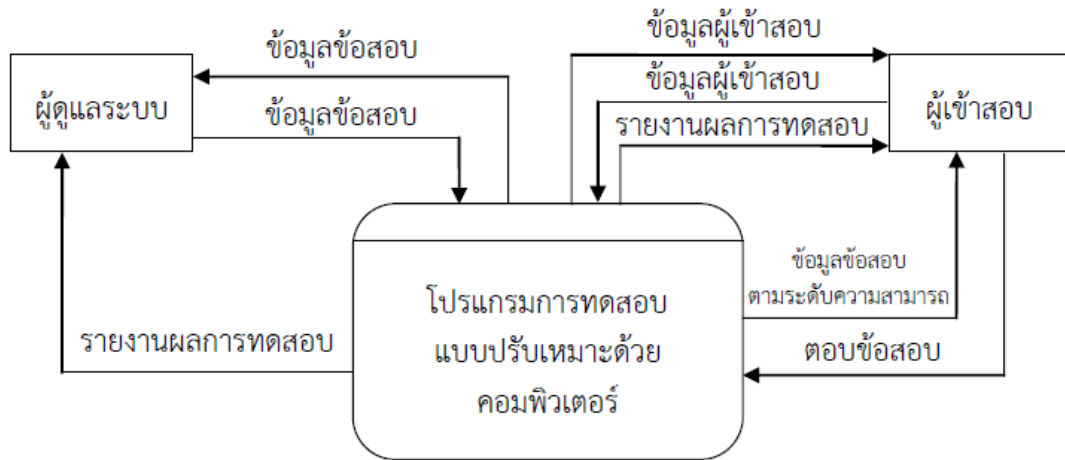 ข้อมูลผู้เข้าสอบ
ข้อมูลข้อสอบ
ข้อมูลผู้เข้าสอบ
ผู้ดูแลระบบ
ข้อมูลข้อสอบ
รายงานผลการทดสอบ
ผู้เข้าสอบ
ข้อมูลข้อสอบ
ตามระดับความสามารถ
โปรแกรมการทดสอบ
แบบปรับเหมาะด้วย
คอมพิวเตอร์
รายงานผลการทดสอบ
ตอบข้อสอบ